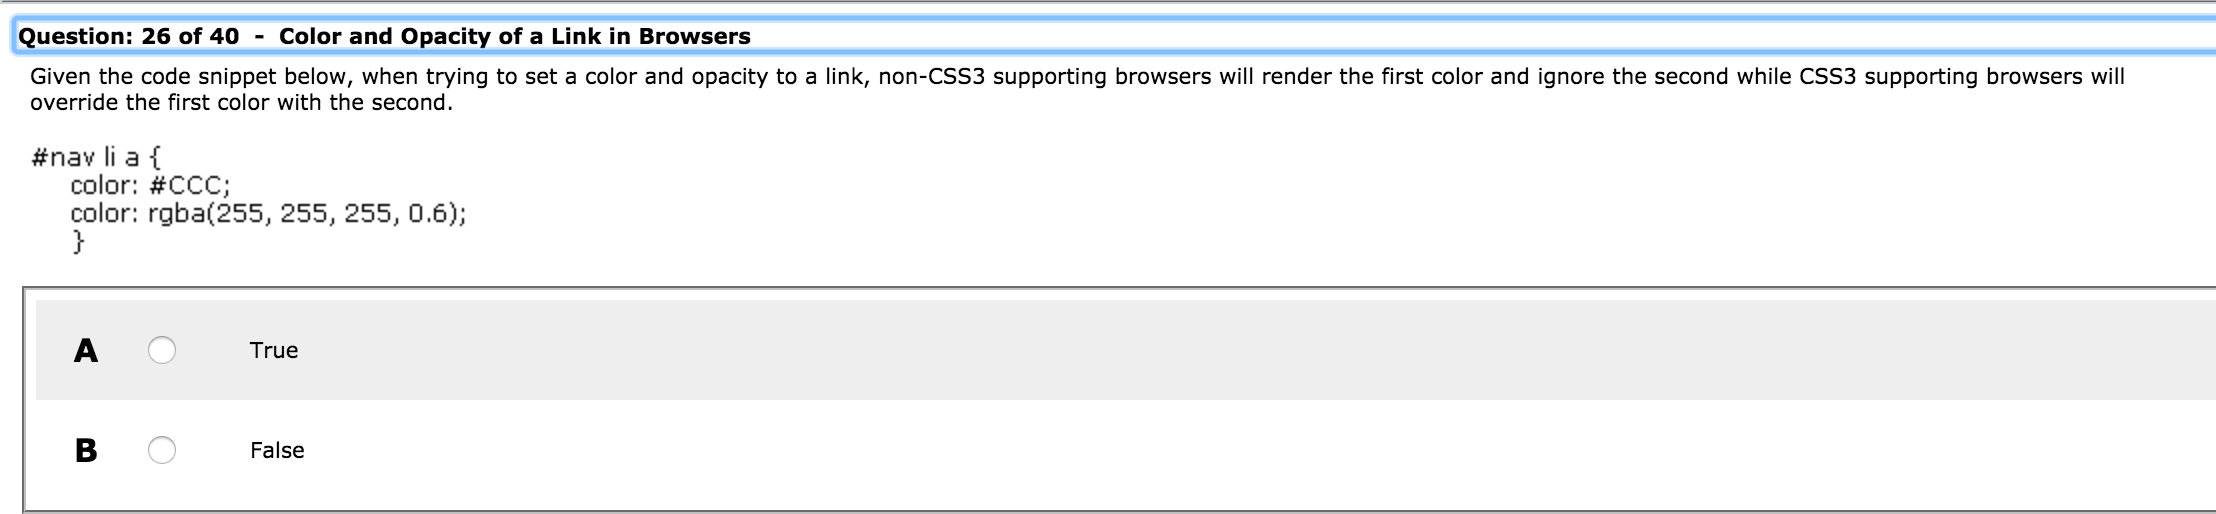 Question: 26 of 40 - Color and Opacity of a Link in Browsers
Given the code snippet below, when trying to set a color and opacity to a link, non-CSS3 supporting browsers will render the first color and ignore the second while CSS3 supporting browsers will
override the first color with the second.
#nav li a {
color: #CCC;
color: rgba(255, 255, 255, 0.6);
}
A True
B False